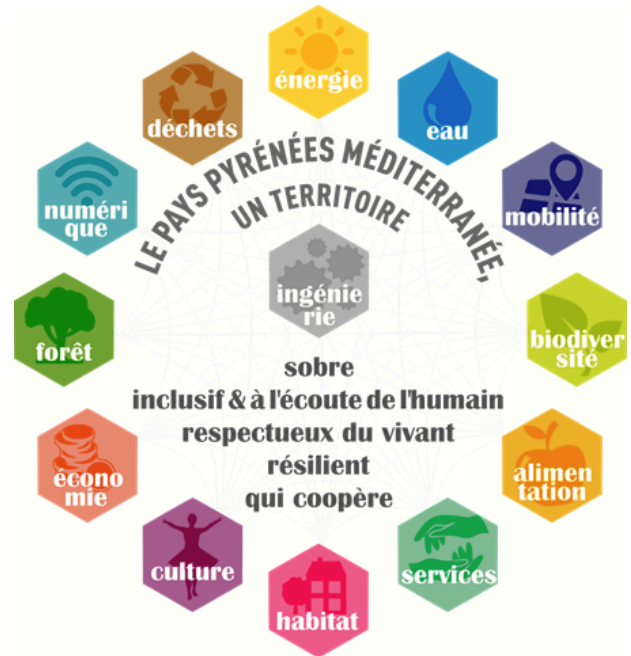 énergie
déchets
eau
LE PAYS PYRÉNÉES MÉDITERRANÉE,
UN TERRITOIRE
numéri
que
mobilité
ingénie
rie
forêt
biodiver
sité
sobre
inclusif & à l'écoute de l'humain
respectueux du vivant
résilient
qui coopère
écono
mie
alimen
tation
culture
services
habitat